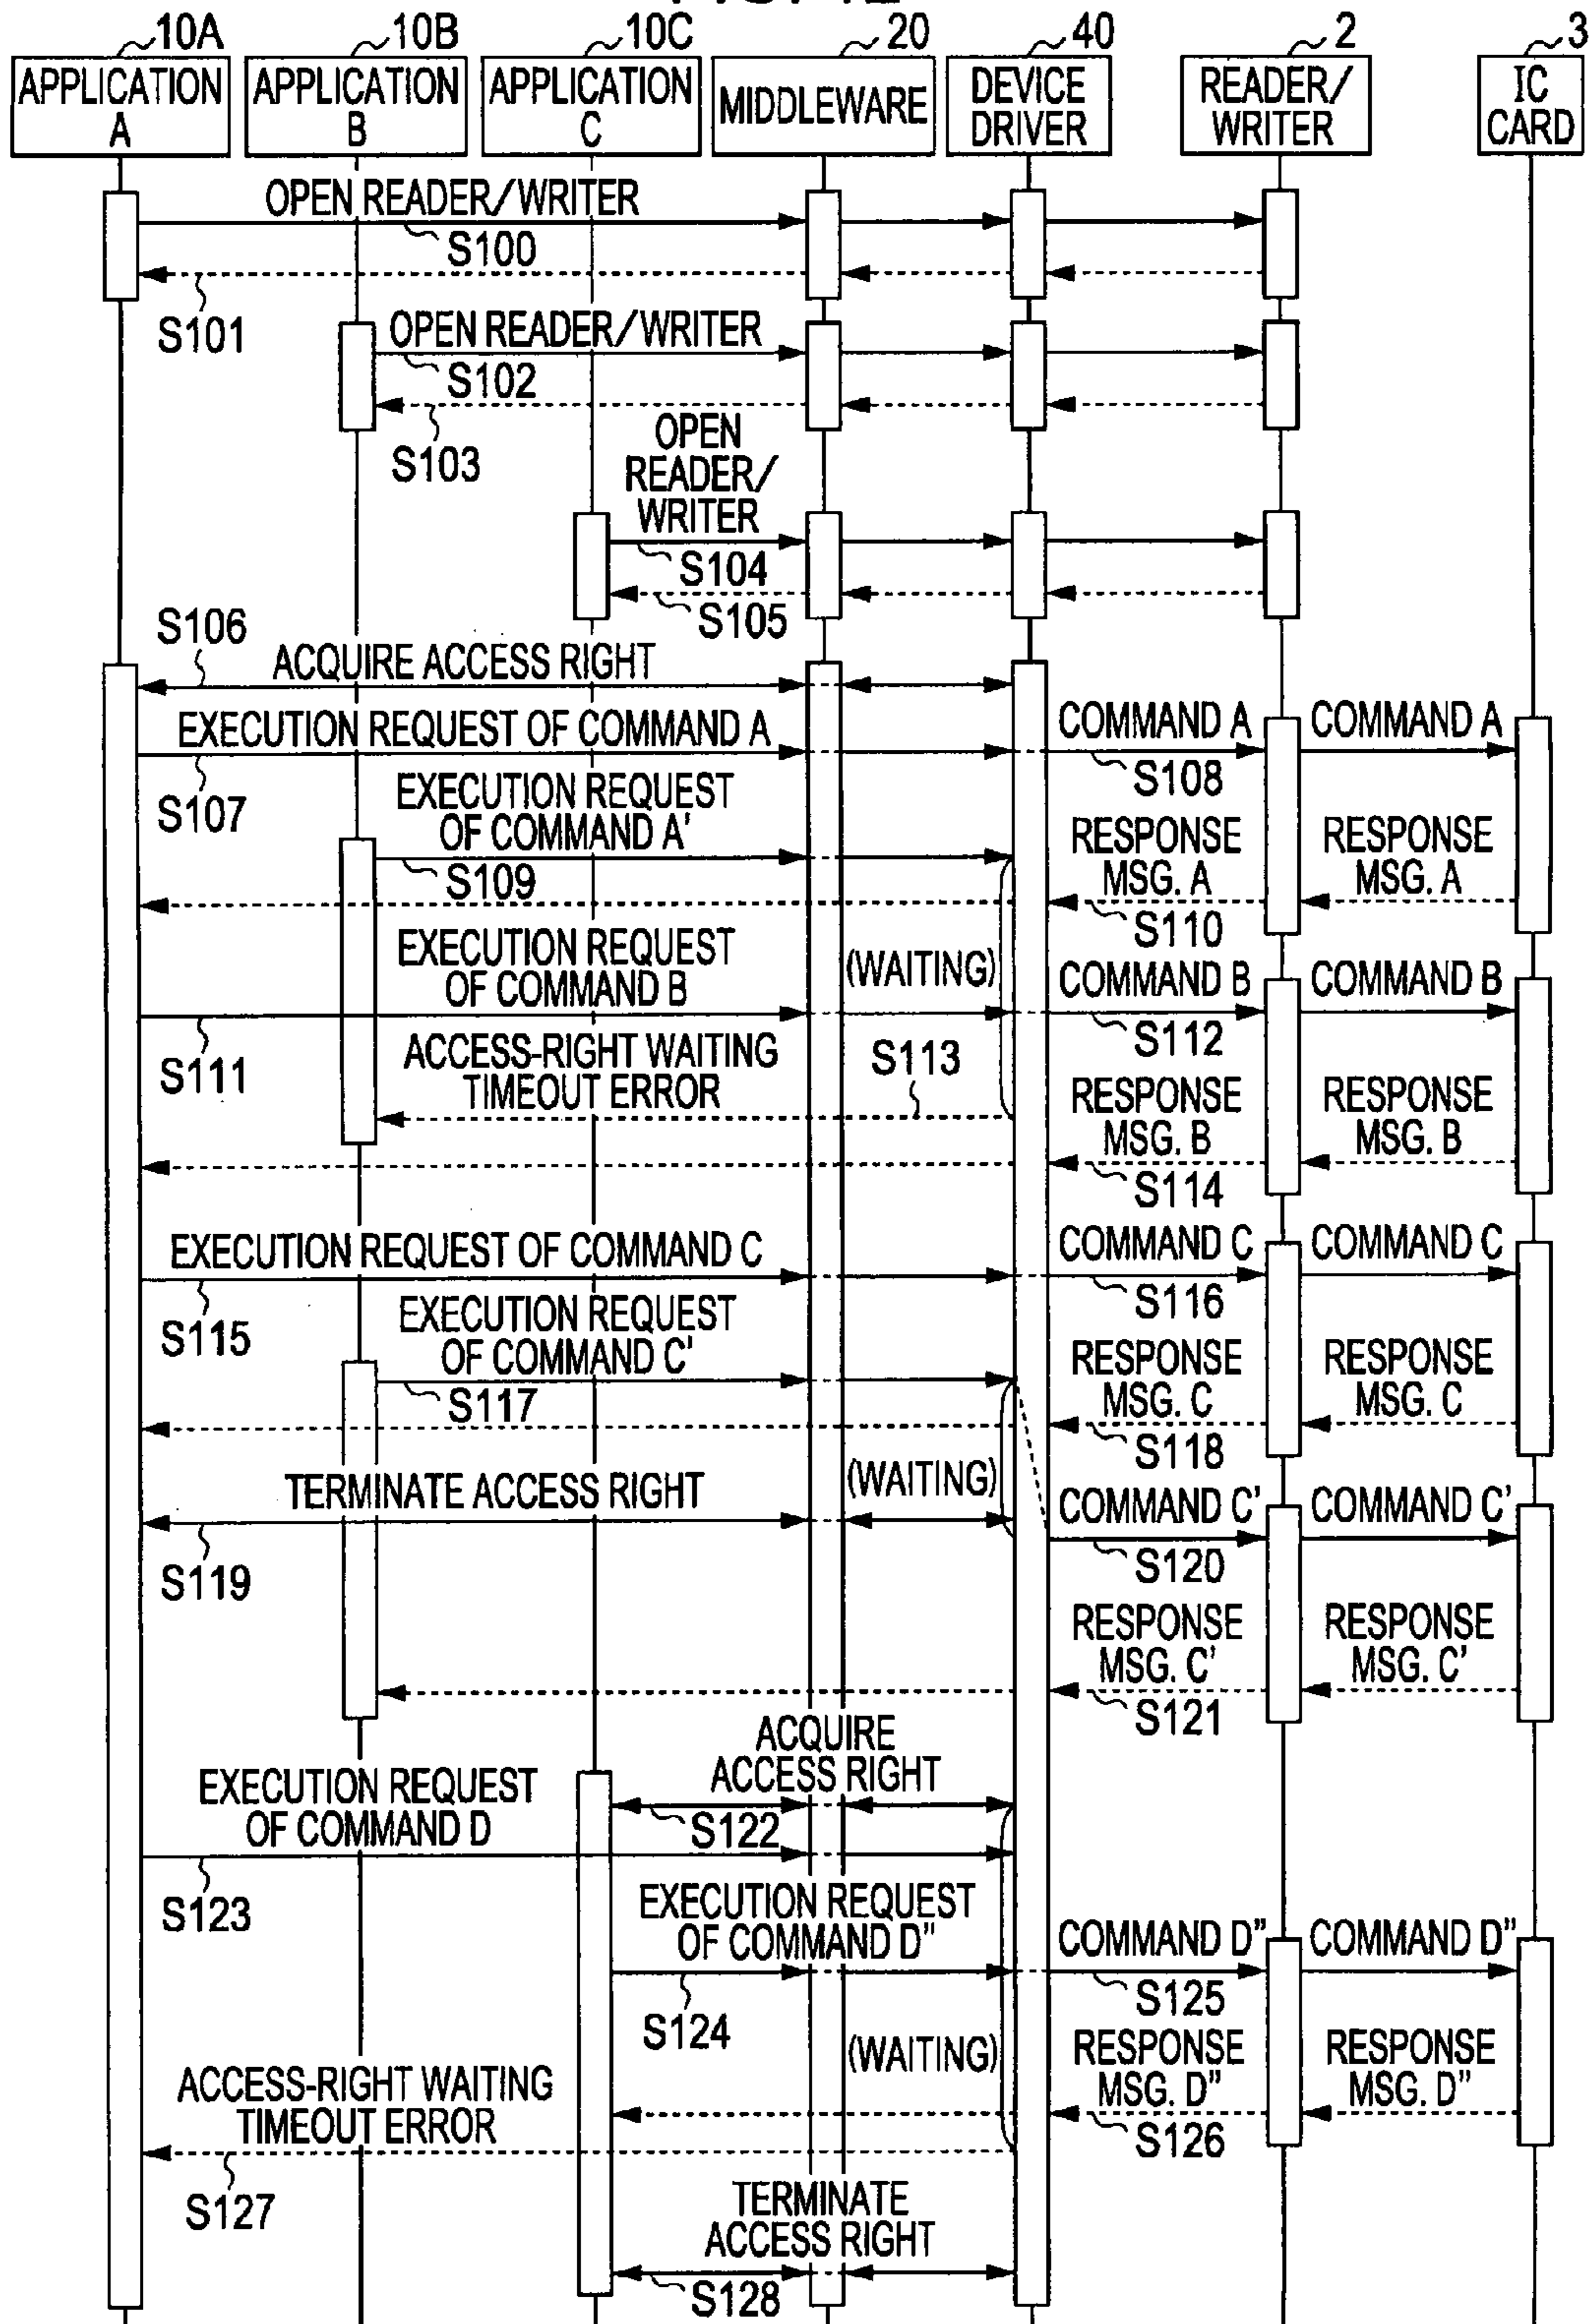 10A
10B
10C
20
40
2
3
APPLICATION
A
APPLICATION
B
APPLICATION
C
MIDDLEWARE
DEVICE
DRIVER
READER/
WRITER
IC
CARD
OPEN READER/WRITER
S100
S101
OPEN READER/WRITER
S102
S103
OPEN
READER/
WRITER
S104
S105
S106
ACQUIRE ACCESS RIGHT
EXECUTION REQUEST OF COMMAND A
COMMAND A
COMMAND A
S107
S108
EXECUTION REQUEST
OF COMMAND A'
S109
RESPONSE
MSG. A
RESPONSE
MSG. A
S110
EXECUTION REQUEST
OF COMMAND B
(WAITING)
COMMAND B
COMMAND B
S111
S112
ACCESS-RIGHT WAITING
TIMEOUT ERROR
S113
RESPONSE
MSG. B
RESPONSE
MSG. B
S114
EXECUTION REQUEST OF COMMAND C
COMMAND C
COMMAND C
S115
S116
EXECUTION REQUEST
OF COMMAND C'
S117
RESPONSE
MSG. C
RESPONSE
MSG. C
S118
TERMINATE ACCESS RIGHT
(WAITING)
COMMAND C'
COMMAND C'
S119
S120
RESPONSE
MSG. C'
RESPONSE
MSG. C'
S121
ACQUIRE
ACCESS RIGHT
S122
EXECUTION REQUEST
OF COMMAND D
S123
EXECUTION REQUEST
OF COMMAND D"
COMMAND D"
COMMAND D"
S124
S125
(WAITING)
RESPONSE
MSG. D"
RESPONSE
MSG. D"
S126
ACCESS-RIGHT WAITING
TIMEOUT ERROR
S127
TERMINATE
ACCESS RIGHT
S128